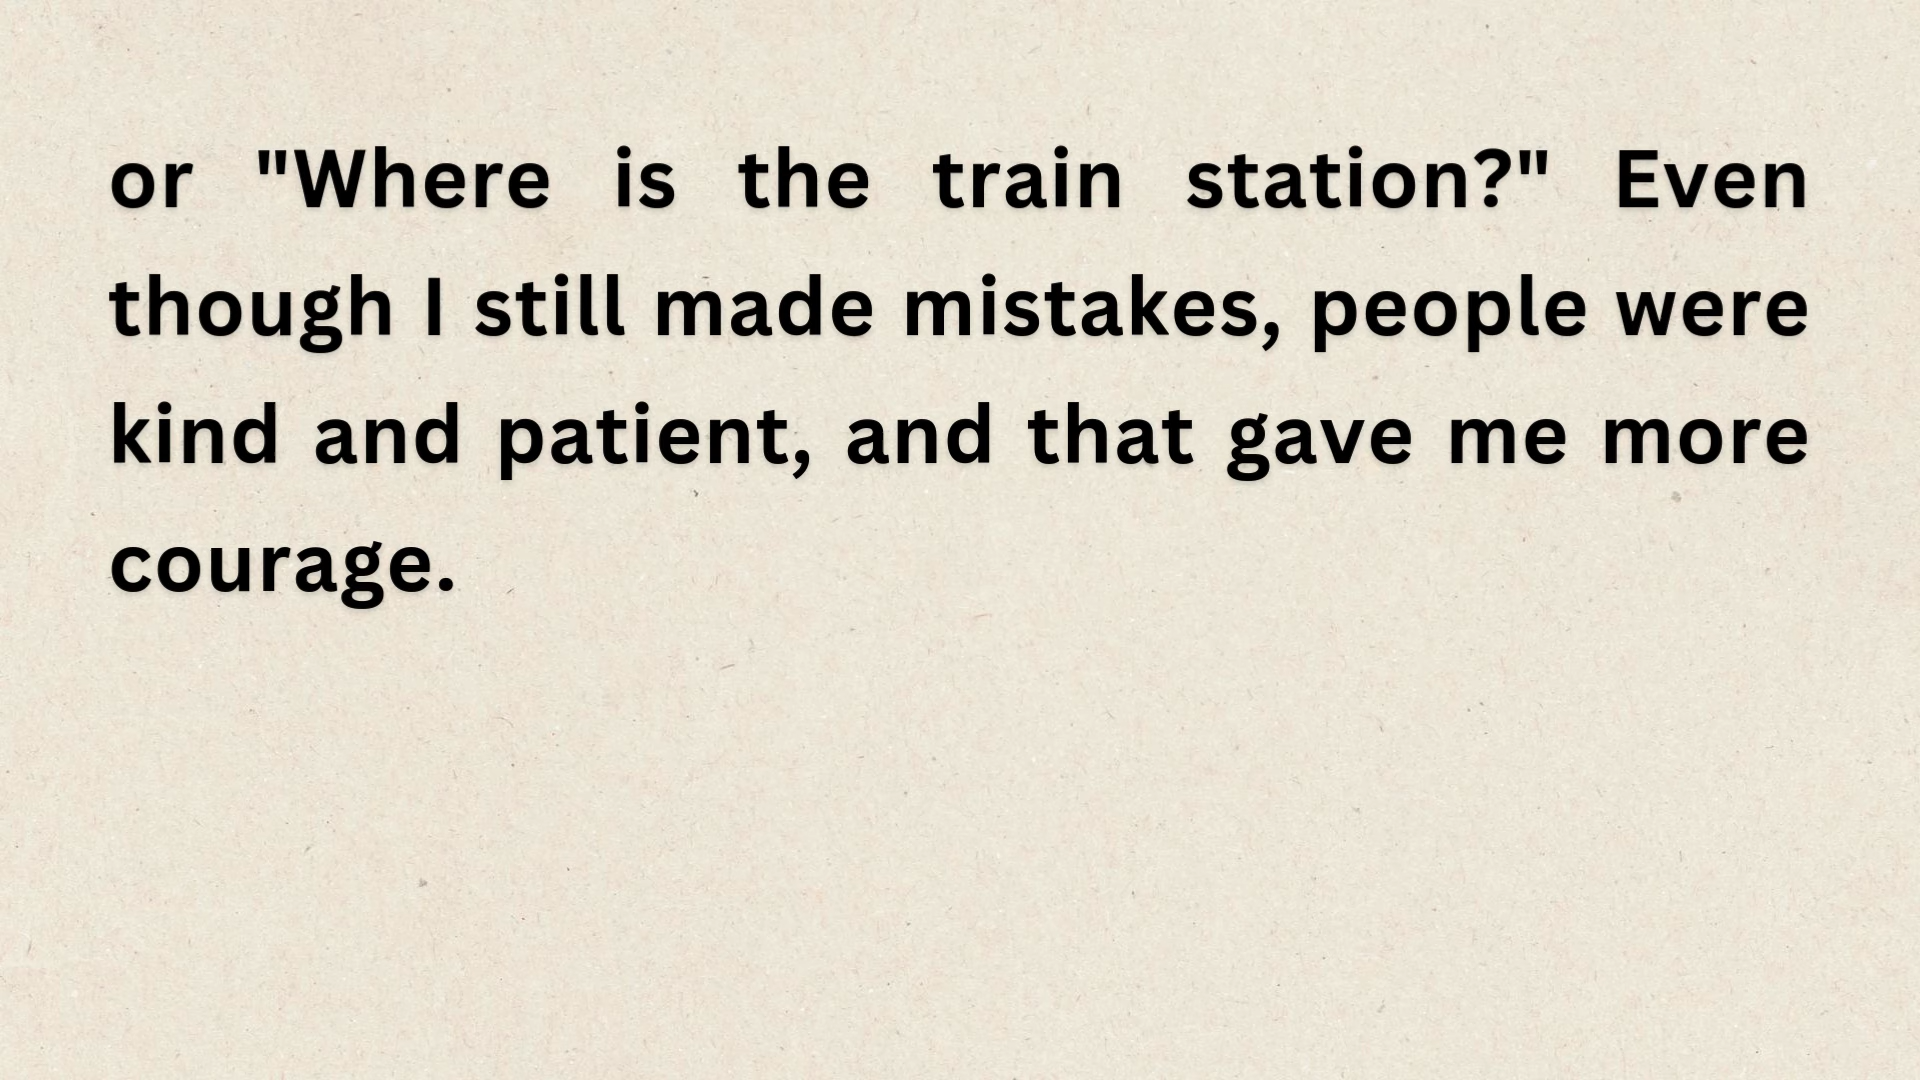 or "Where is the train station?" Even
though I still made mistakes, people were
kind and patient, and that gave me more
courage.